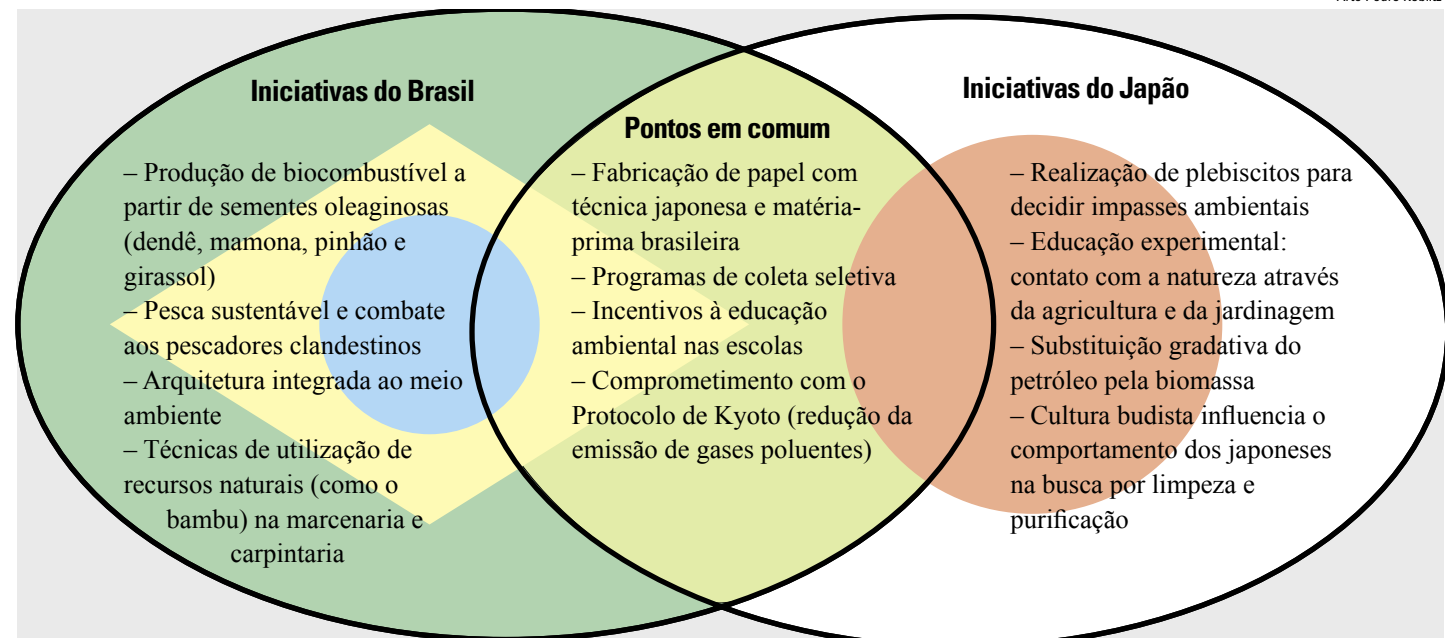 Iniciativas do Brasil
– Produção de biocombustível a
partir de sementes oleaginosas
(dendê, mamona, pinhão e
girassol)
– Pesca sustentável e combate
aos pescadores clandestinos
– Arquitetura integrada ao meio
ambiente
– Técnicas de utilização de
recursos naturais (como o
bambu) na marcenaria e
carpintaria
Pontos em comum
– Fabricação de papel com
técnica japonesa e matéria-
prima brasileira
– Programas de coleta seletiva
– Incentivos à educação
ambiental nas escolas
– Comprometimento com o
Protocolo de Kyoto (redução da
emissão de gases poluentes)
Iniciativas do Japão
– Realização de plebiscitos para
decidir impasses ambientais
– Educação experimental:
contato com a natureza através
da agricultura e da jardinagem
– Substituição gradativa do
petróleo pela biomassa
– Cultura budista influencia o
comportamento dos japoneses
na busca por limpeza e
purificação